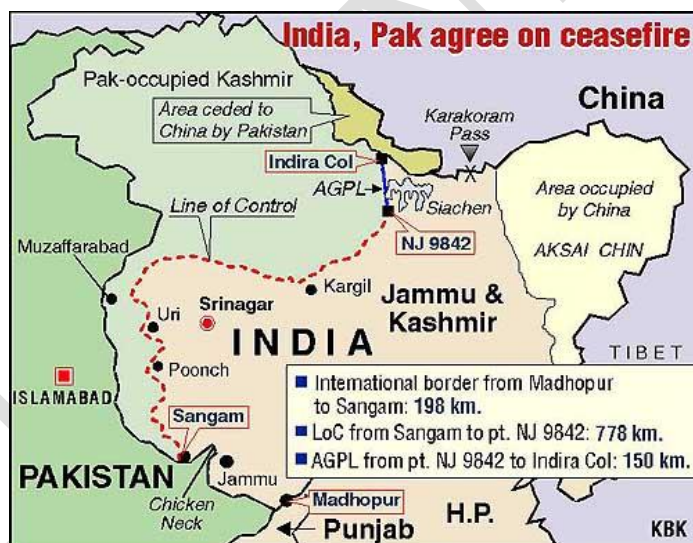 India, Pak agree on ceasefire
Pak-occupied Kashmir
China
Area ceded to
China by Pakistan
Karakoram
Pass
Indira Col
AGPL
Siachen
Area occupied
by China
AKSAI CHIN
Line of Control
NJ 9842
Muzaffarabad
Kargil
Jammu &
Kashmir
Srinagar
Uri
INDIA
TIBET
Poonch
ISLAMABAD
■ International border from Madhopur
to Sangam: 198 km.
■ LoC from Sangam to pt. NJ 9842: 778 km.
■ AGPL from pt. NJ 9842 to Indira Col: 150 km.
Sangam
PAKISTAN
Jammu
Chicken
Neck
Madhopur
Punjab
H.P.
KBK